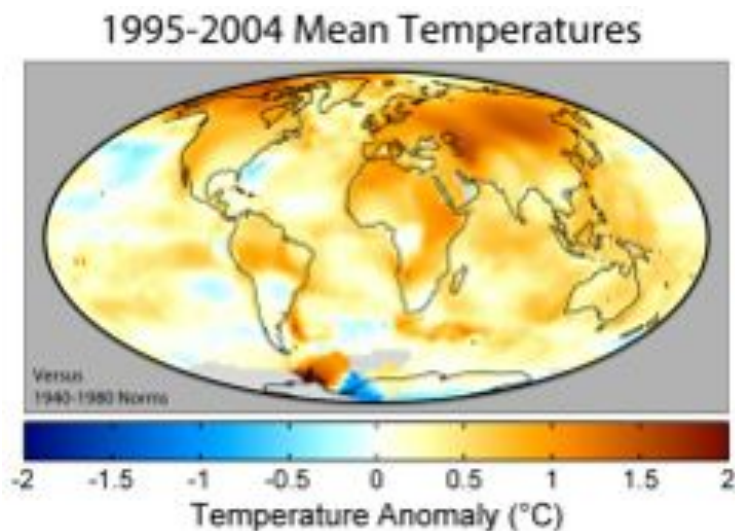 1995-2004 Mean Temperatures
Versus
1940-1980 Norms
-2 -1.5 -1 -0.5 0 0.5 1 1.5 2
Temperature Anomaly (°C)